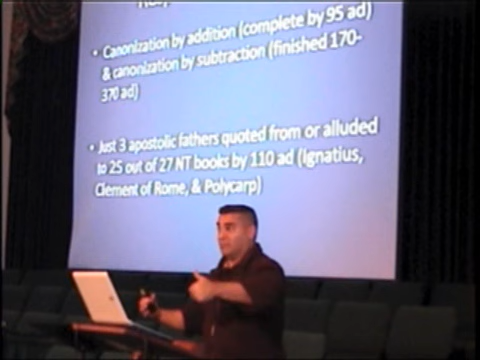 • Canonization by addition (complete by 95 ad)
& canonization by subtraction (finished 170-
370 ad)
• Just 3 apostolic fathers quoted from or alluded
to 25 out of 27 NT books by 110 ad (Ignatius,
Clement of Rome, & Polycarp)